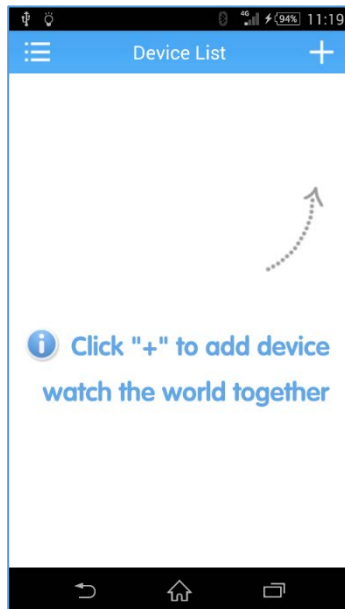 4G 94% 11:19
Device List
Click "+" to add device
watch the world together